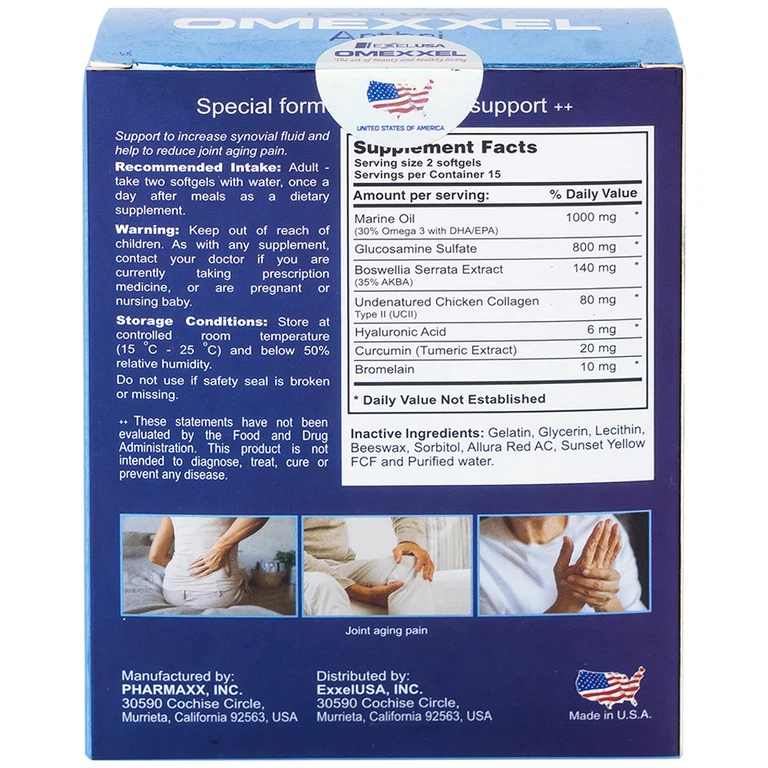 OMEXXEL
EXXELUSA
OMEXXEL
The art of beauty and healthy living
UNITED STATES OF AMERICA
Special
support ++
Support to increase synovial fluid and
help to reduce joint aging pain.
Recommended Intake: Adult -
take two softgels with water, once a
day after meals as a dietary
supplement.
Warning: Keep out of reach of
children. As with any supplement,
contact your doctor if you are
currently taking prescription
medicine, or are pregnant or
nursing baby.
Storage Conditions: Store at
controlled room temperature
(15 °C - 25 °C) and below 50%
relative humidity.
Do not use if safety seal is broken
or missing.
++ These statements have not been
evaluated by the Food and Drug
Administration. This product is not
intended to diagnose, treat, cure or
prevent any disease.
Supplement Facts
Serving size 2 softgels
Servings per Container 15
Amount per serving: % Daily Value
Marine Oil 1000 mg *
(30% Omega 3 with DHA/EPA)
Glucosamine Sulfate 800 mg *
Boswellia Serrata Extract 140 mg *
(35% AKBA)
Undenatured Chicken Collagen 80 mg *
Type II (UCII)
Hyaluronic Acid 6 mg *
Curcumin (Tumeric Extract) 20 mg
Bromelain 10 mg *
* Daily Value Not Established
Inactive Ingredients: Gelatin, Glycerin, Lecithin,
Beeswax, Sorbitol, Allura Red AC, Sunset Yellow
FCF and Purified water.
Joint aging pain
Manufactured by:
PHARMAXX, INC.
30590 Cochise Circle,
Murrieta, California 92563, USA
Distributed by:
ExxelUSA, INC.
30590 Cochise Circle,
Murrieta, California 92563, USA
Made in U.S.A.